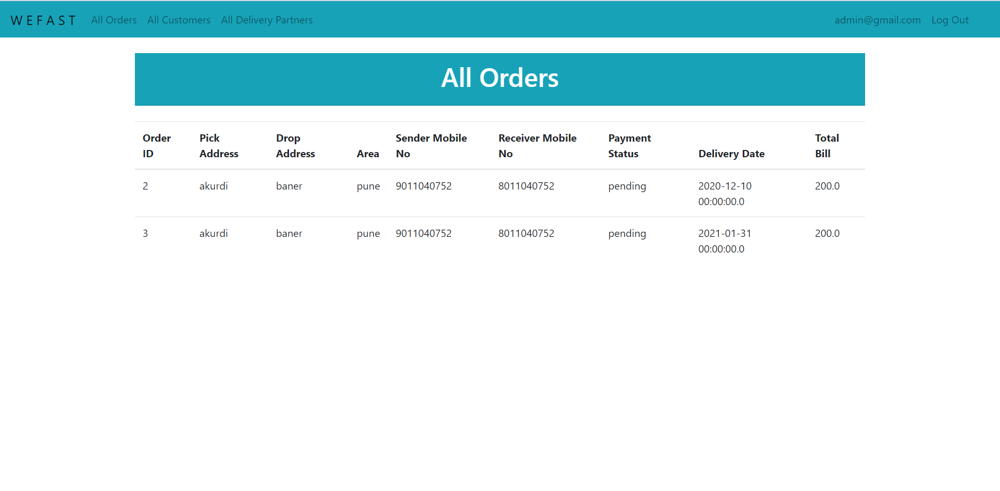 WEFAST All Orders All Customers All Delivery Partners admin@gmail.com Log Out
All Orders
Order ID Pick Address Drop Address Area Sender Mobile No Receiver Mobile No Payment Status Delivery Date Total Bill
2 akurdi baner pune 9011040752 8011040752 pending 2020-12-10 00:00:00.0 200.0
3 akurdi baner pune 9011040752 8011040752 pending 2021-01-31 00:00:00.0 200.0